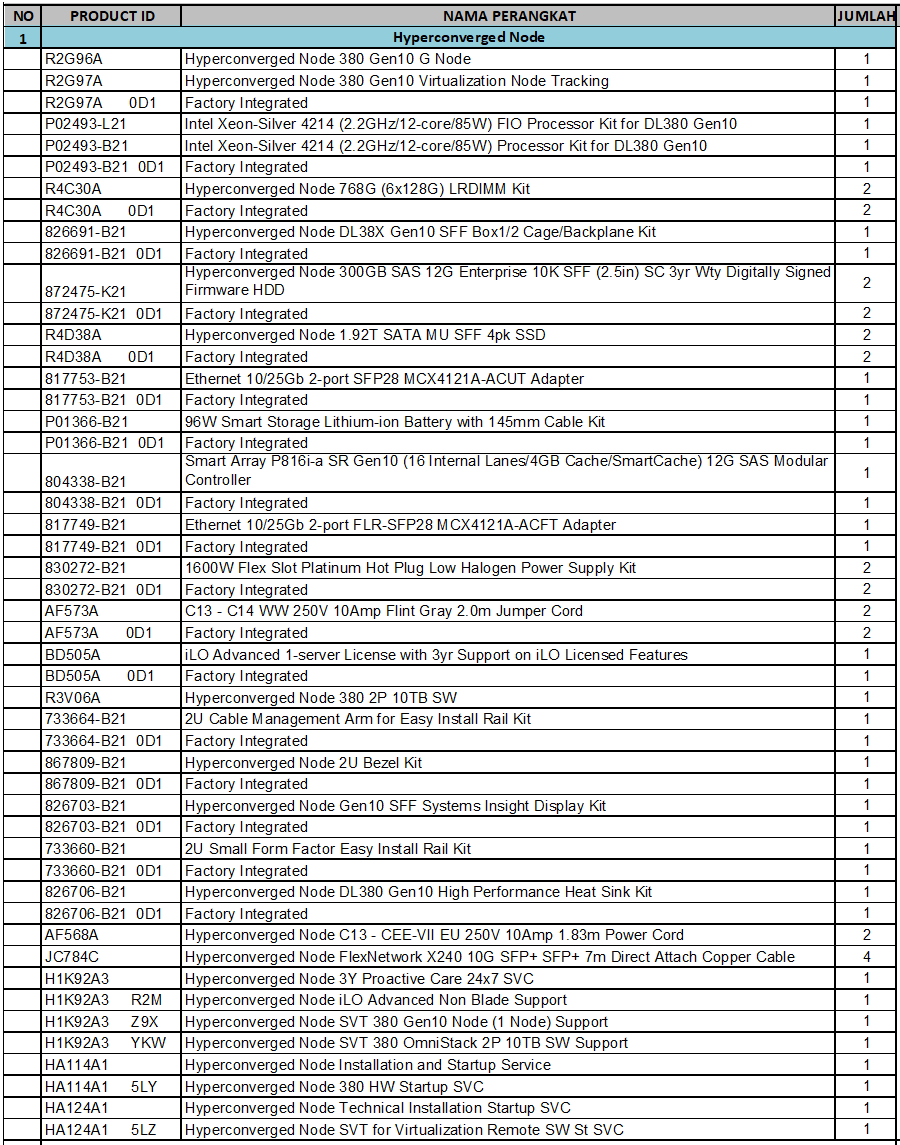 NO PRODUCT ID NAMA PERANGKAT JUMLAH
1 Hyperconverged Node
R2G96A Hyperconverged Node 380 Gen10 G Node 1
R2G97A Hyperconverged Node 380 Gen10 Virtualization Node Tracking 1
R2G97A 0D1 Factory Integrated 1
P02493-L21 Intel Xeon-Silver 4214 (2.2GHz/12-core/85W) FIO Processor Kit for DL380 Gen10 1
P02493-B21 Intel Xeon-Silver 4214 (2.2GHz/12-core/85W) Processor Kit for DL380 Gen10 1
P02493-B21 0D1 Factory Integrated 1
R4C30A Hyperconverged Node 768G (6x128G) LRDIMM Kit 2
R4C30A 0D1 Factory Integrated 2
826691-B21 Hyperconverged Node DL38X Gen10 SFF Box1/2 Cage/Backplane Kit 1
826691-B21 0D1 Factory Integrated 1
Hyperconverged Node 300GB SAS 12G Enterprise 10K SFF (2.5in) SC 3yr Wty Digitally Signed
872475-K21 Firmware HDD 2
872475-K21 0D1 Factory Integrated 2
R4D38A Hyperconverged Node 1.92T SATA MU SFF 4pk SSD 2
R4D38A 0D1 Factory Integrated 2
817753-B21 Ethernet 10/25Gb 2-port SFP28 MCX4121A-ACUT Adapter 1
817753-B21 0D1 Factory Integrated 1
P01366-B21 96W Smart Storage Lithium-ion Battery with 145mm Cable Kit 1
P01366-B21 0D1 Factory Integrated 1
Smart Array P816i-a SR Gen10 (16 Internal Lanes/4GB Cache/SmartCache) 12G SAS Modular
804338-B21 Controller 1
804338-B21 0D1 Factory Integrated 1
817749-B21 Ethernet 10/25Gb 2-port FLR-SFP28 MCX4121A-ACFT Adapter 1
817749-B21 0D1 Factory Integrated 1
830272-B21 1600W Flex Slot Platinum Hot Plug Low Halogen Power Supply Kit 2
830272-B21 0D1 Factory Integrated 2
AF573A C13 - C14 WW 250V 10Amp Flint Gray 2.0m Jumper Cord 2
AF573A 0D1 Factory Integrated 2
BD505A iLO Advanced 1-server License with 3yr Support on iLO Licensed Features 1
BD505A 0D1 Factory Integrated 1
R3V06A Hyperconverged Node 380 2P 10TB SW 1
733664-B21 2U Cable Management Arm for Easy Install Rail Kit 1
733664-B21 0D1 Factory Integrated 1
867809-B21 Hyperconverged Node 2U Bezel Kit 1
867809-B21 0D1 Factory Integrated 1
826703-B21 Hyperconverged Node Gen10 SFF Systems Insight Display Kit 1
826703-B21 0D1 Factory Integrated 1
733660-B21 2U Small Form Factor Easy Install Rail Kit 1
733660-B21 0D1 Factory Integrated 1
826706-B21 Hyperconverged Node DL380 Gen10 High Performance Heat Sink Kit 1
826706-B21 0D1 Factory Integrated 1
AF568A Hyperconverged Node C13 - CEE-VII EU 250V 10Amp 1.83m Power Cord 2
JC784C Hyperconverged Node FlexNetwork X240 10G SFP+ SFP+ 7m Direct Attach Copper Cable 4
H1K92A3 Hyperconverged Node 3Y Proactive Care 24x7 SVC 1
H1K92A3 R2M Hyperconverged Node iLO Advanced Non Blade Support 1
H1K92A3 Z9X Hyperconverged Node SVT 380 Gen10 Node (1 Node) Support 1
H1K92A3 YKW Hyperconverged Node SVT 380 OmniStack 2P 10TB SW Support 1
HA114A1 Hyperconverged Node Installation and Startup Service 1
HA114A1 5LY Hyperconverged Node 380 HW Startup SVC 1
HA124A1 Hyperconverged Node Technical Installation Startup SVC 1
HA124A1 5LZ Hyperconverged Node SVT for Virtualization Remote SW St SVC 1